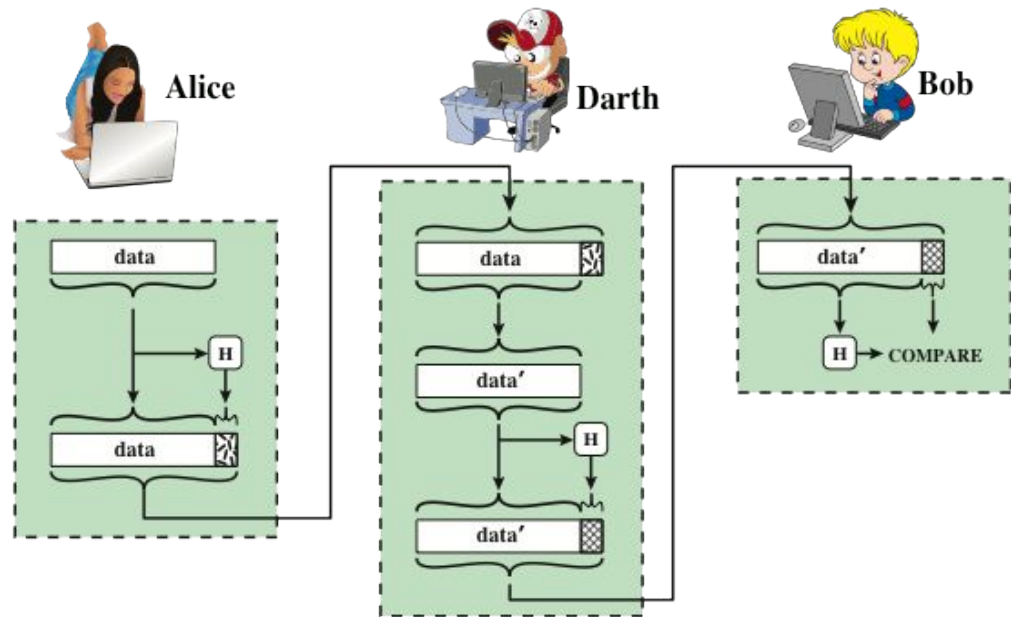 Alice
Darth
Bob
data
H
data
data
data′
H
data′
data′
H
COMPARE